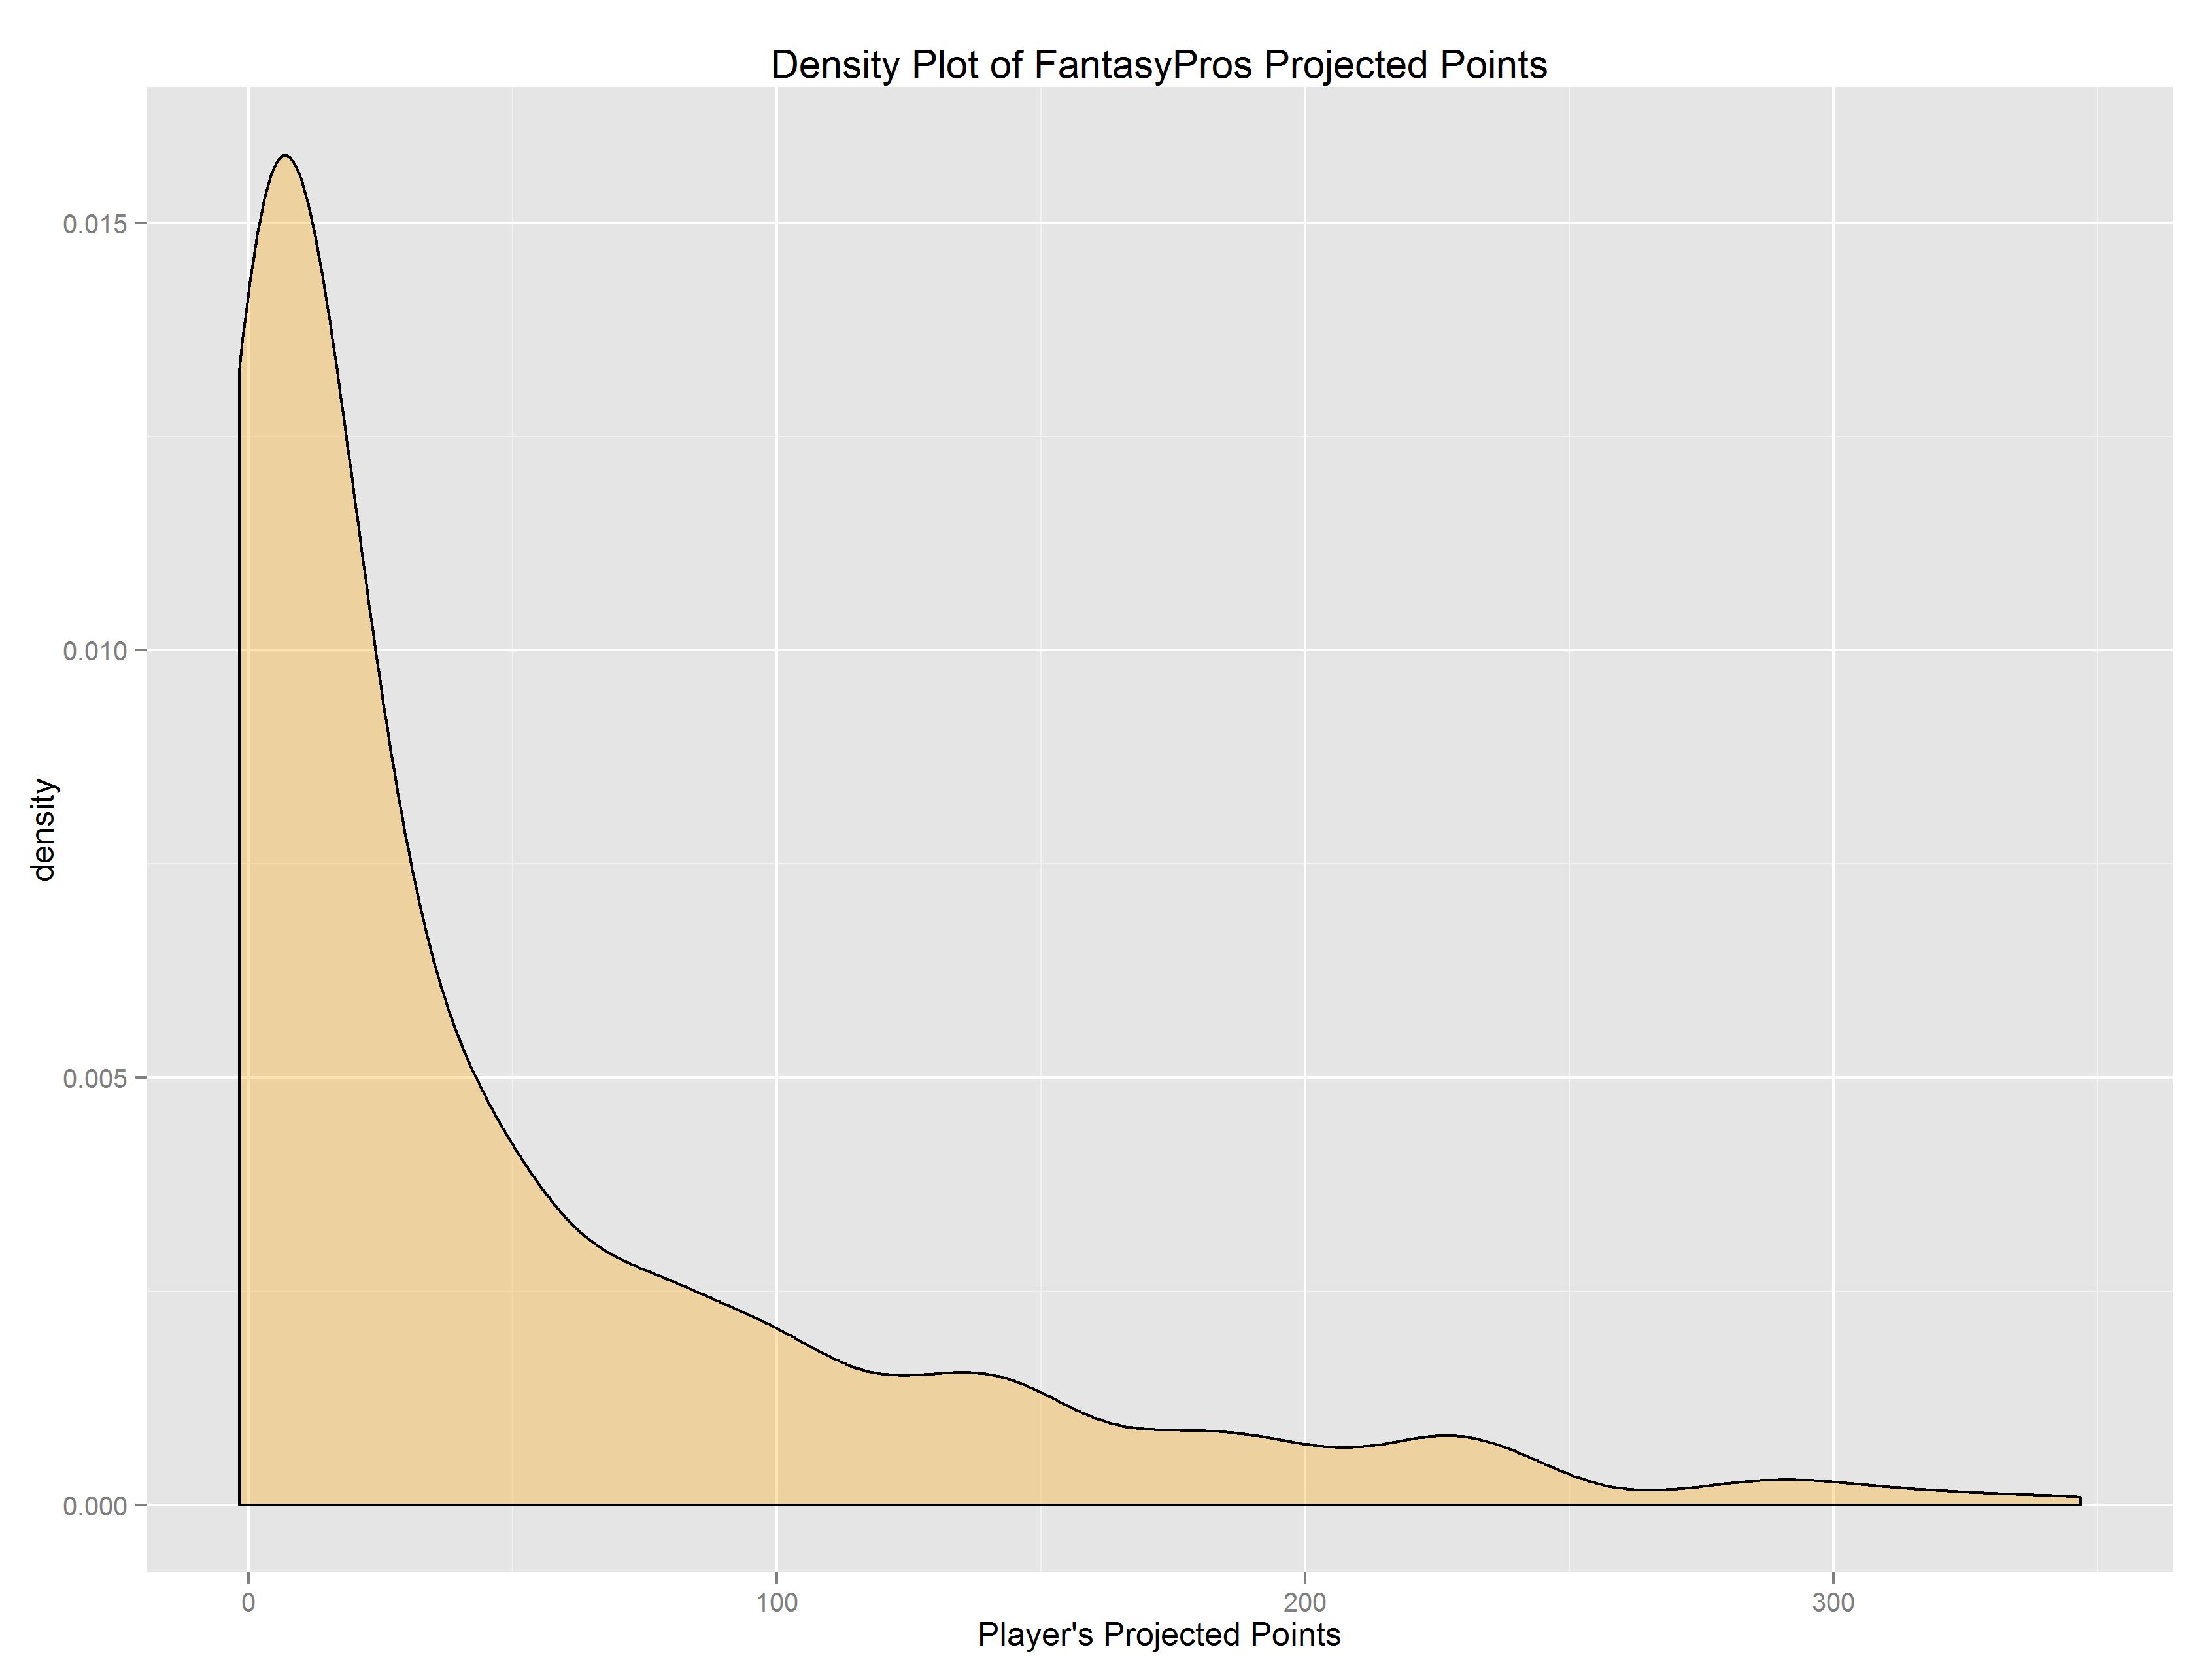 Density Plot of FantasyPros Projected Points
0.015
0.010
0.005
0.000
density
0 100 200 300
Player's Projected Points